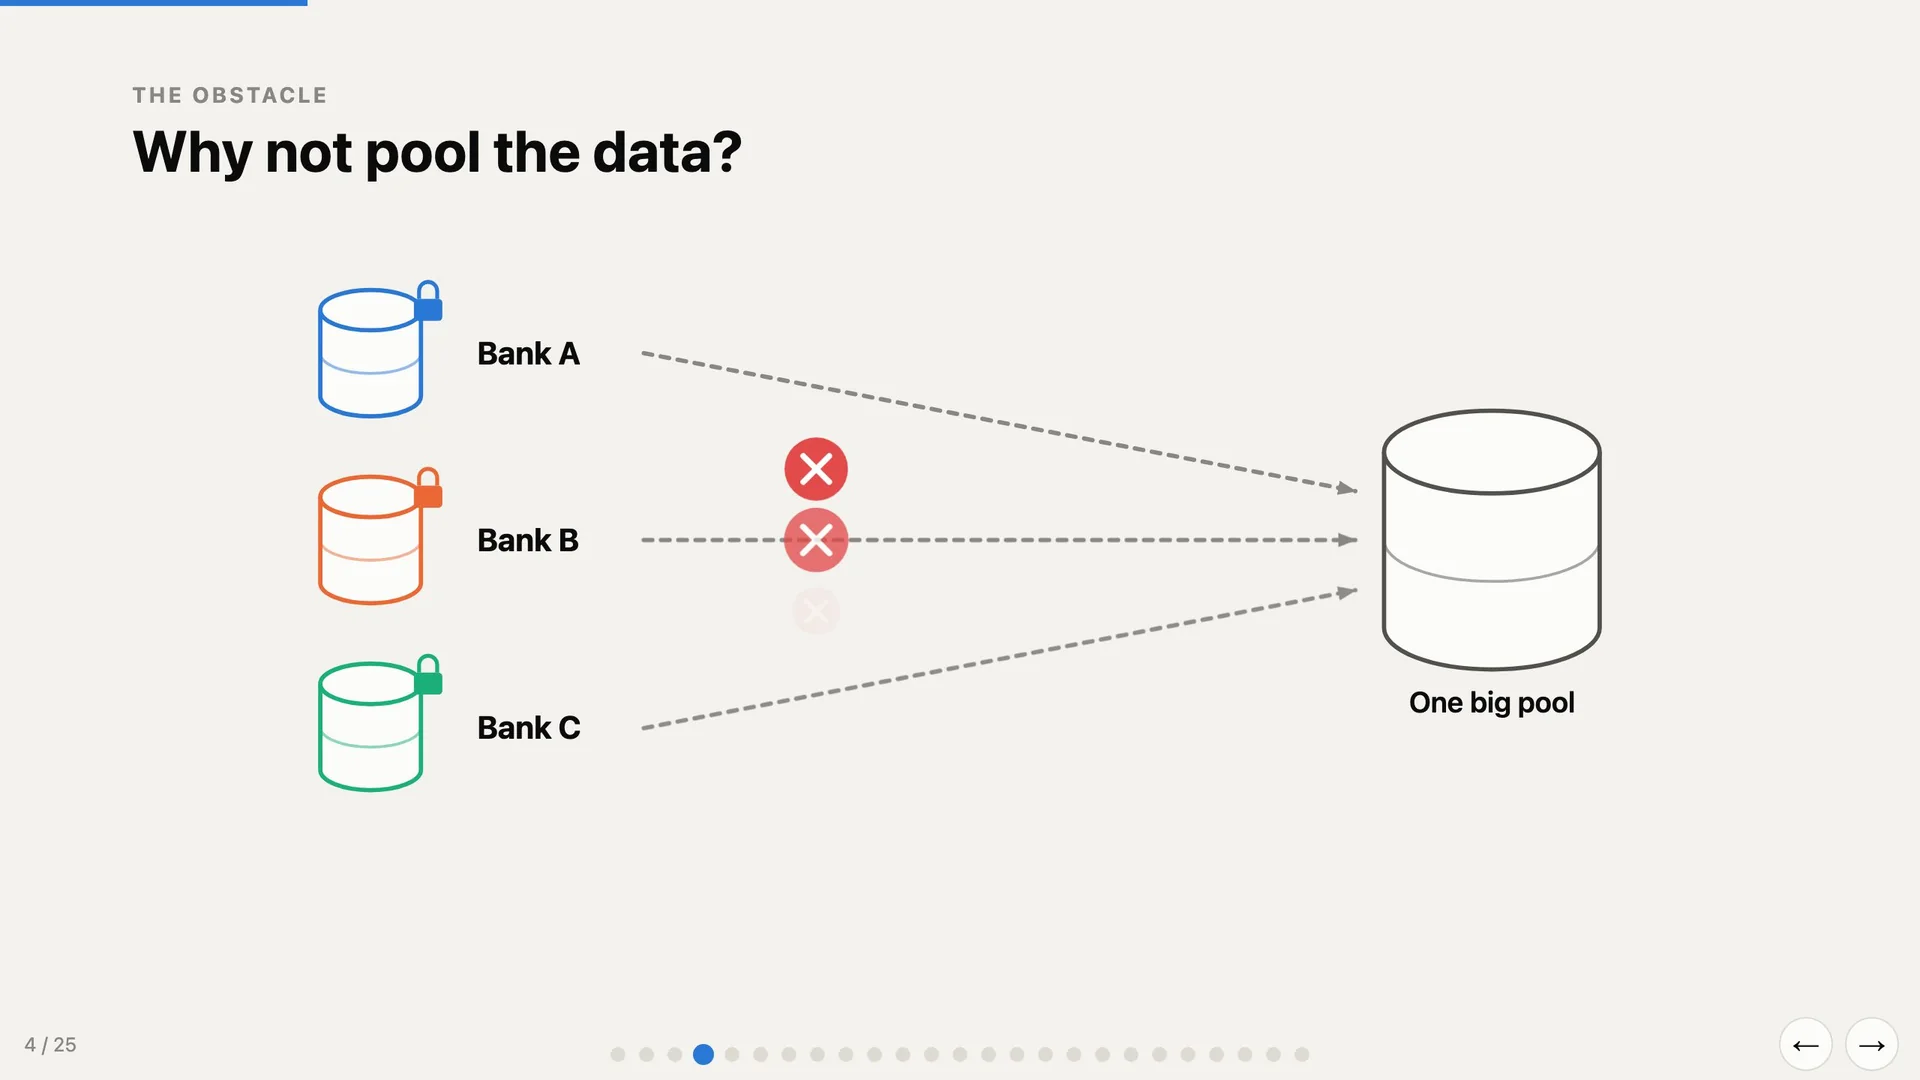 THE OBSTACLE
Why not pool the data?
Bank A
Bank B
Bank C
One big pool
4 / 25